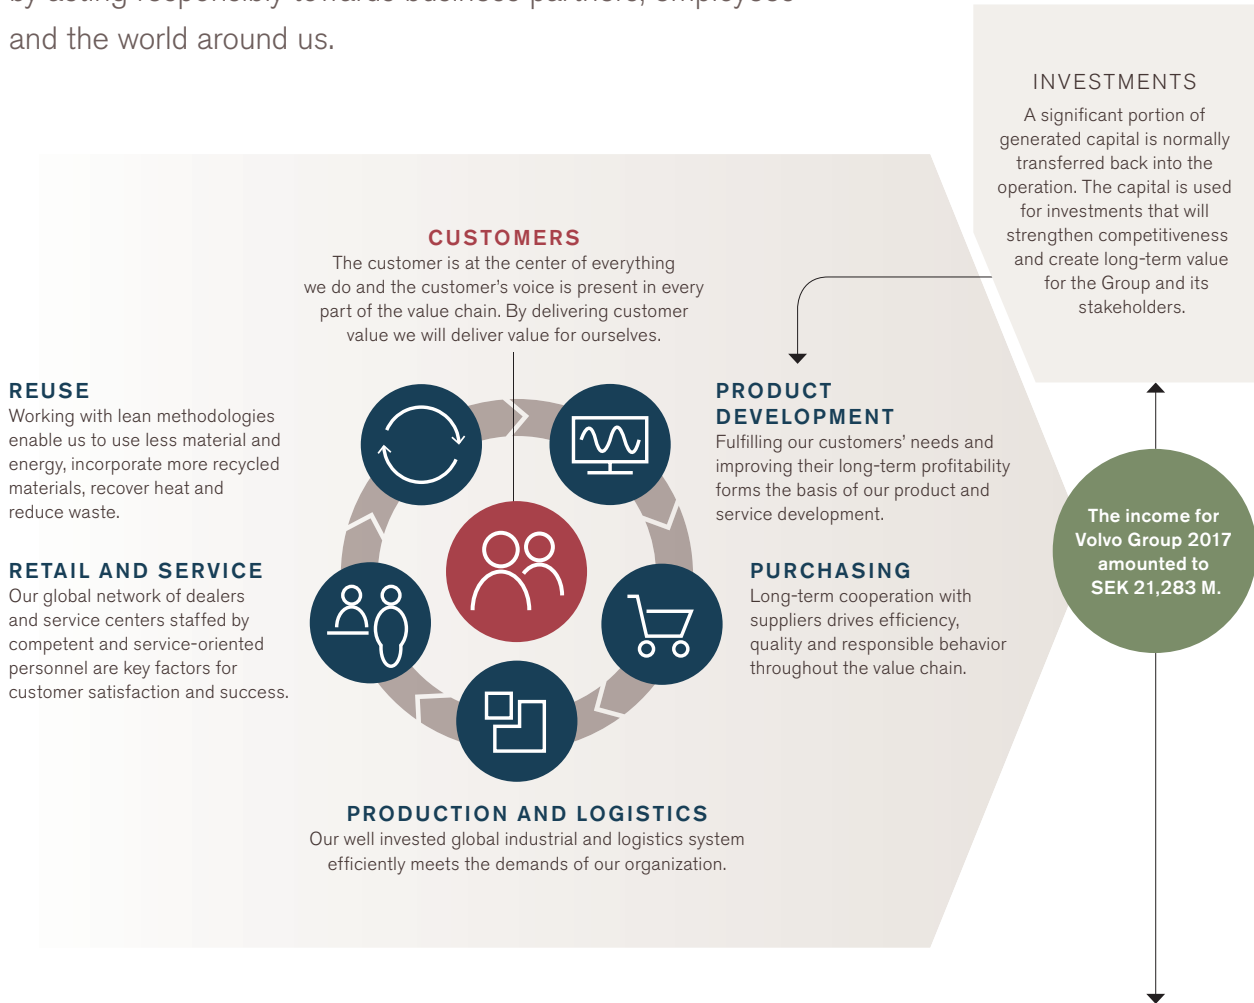 by acting responsibly towards business partners, employees
and the world around us.
INVESTMENTS
A significant portion of
generated capital is normally
transferred back into the
operation. The capital is used
for investments that will
strengthen competitiveness
and create long-term value
for the Group and its
stakeholders.
CUSTOMERS
The customer is at the center of everything
we do and the customer’s voice is present in every
part of the value chain. By delivering customer
value we will deliver value for ourselves.
REUSE
Working with lean methodologies
enable us to use less material and
energy, incorporate more recycled
materials, recover heat and
reduce waste.
PRODUCT
DEVELOPMENT
Fulfilling our customers’ needs and
improving their long-term profitability
forms the basis of our product and
service development.
The income for
Volvo Group 2017
amounted to
SEK 21,283 M.
RETAIL AND SERVICE
Our global network of dealers
and service centers staffed by
competent and service-oriented
personnel are key factors for
customer satisfaction and success.
PURCHASING
Long-term cooperation with
suppliers drives efficiency,
quality and responsible behavior
throughout the value chain.
PRODUCTION AND LOGISTICS
Our well invested global industrial and logistics system
efficiently meets the demands of our organization.